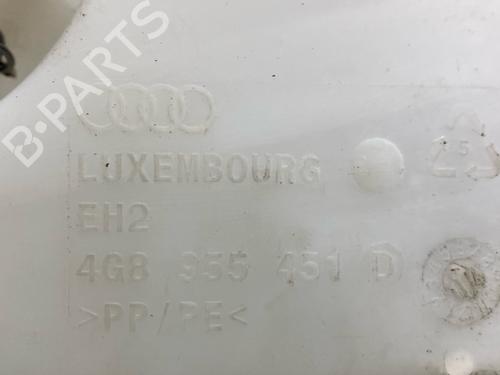 B-PARTS
LUXEMBOURG
5
EH2
4G8 955 451 D
>PP/PE<